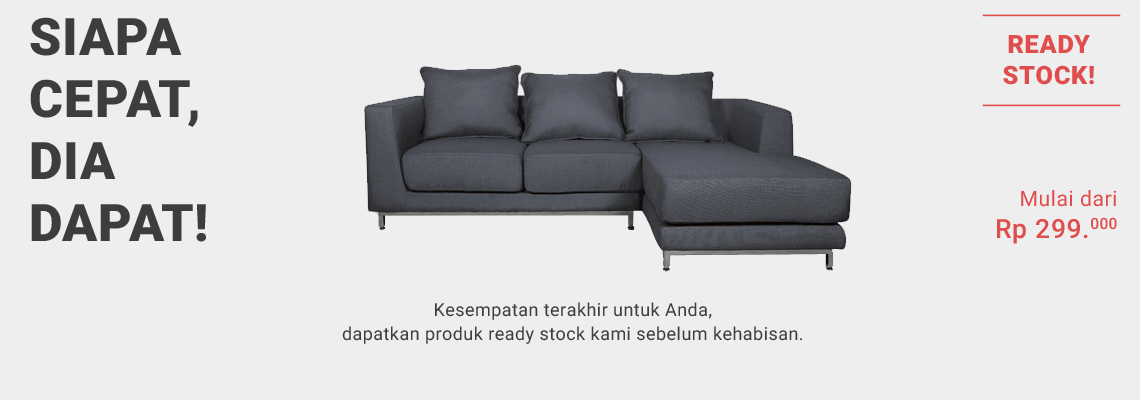 SIAPA
CEPAT,
DIA
DAPAT!
READY
STOCK!
Mulai dari
Rp 299.000
Kesempatan terakhir untuk Anda,
dapatkan produk ready stock kami sebelum kehabisan.